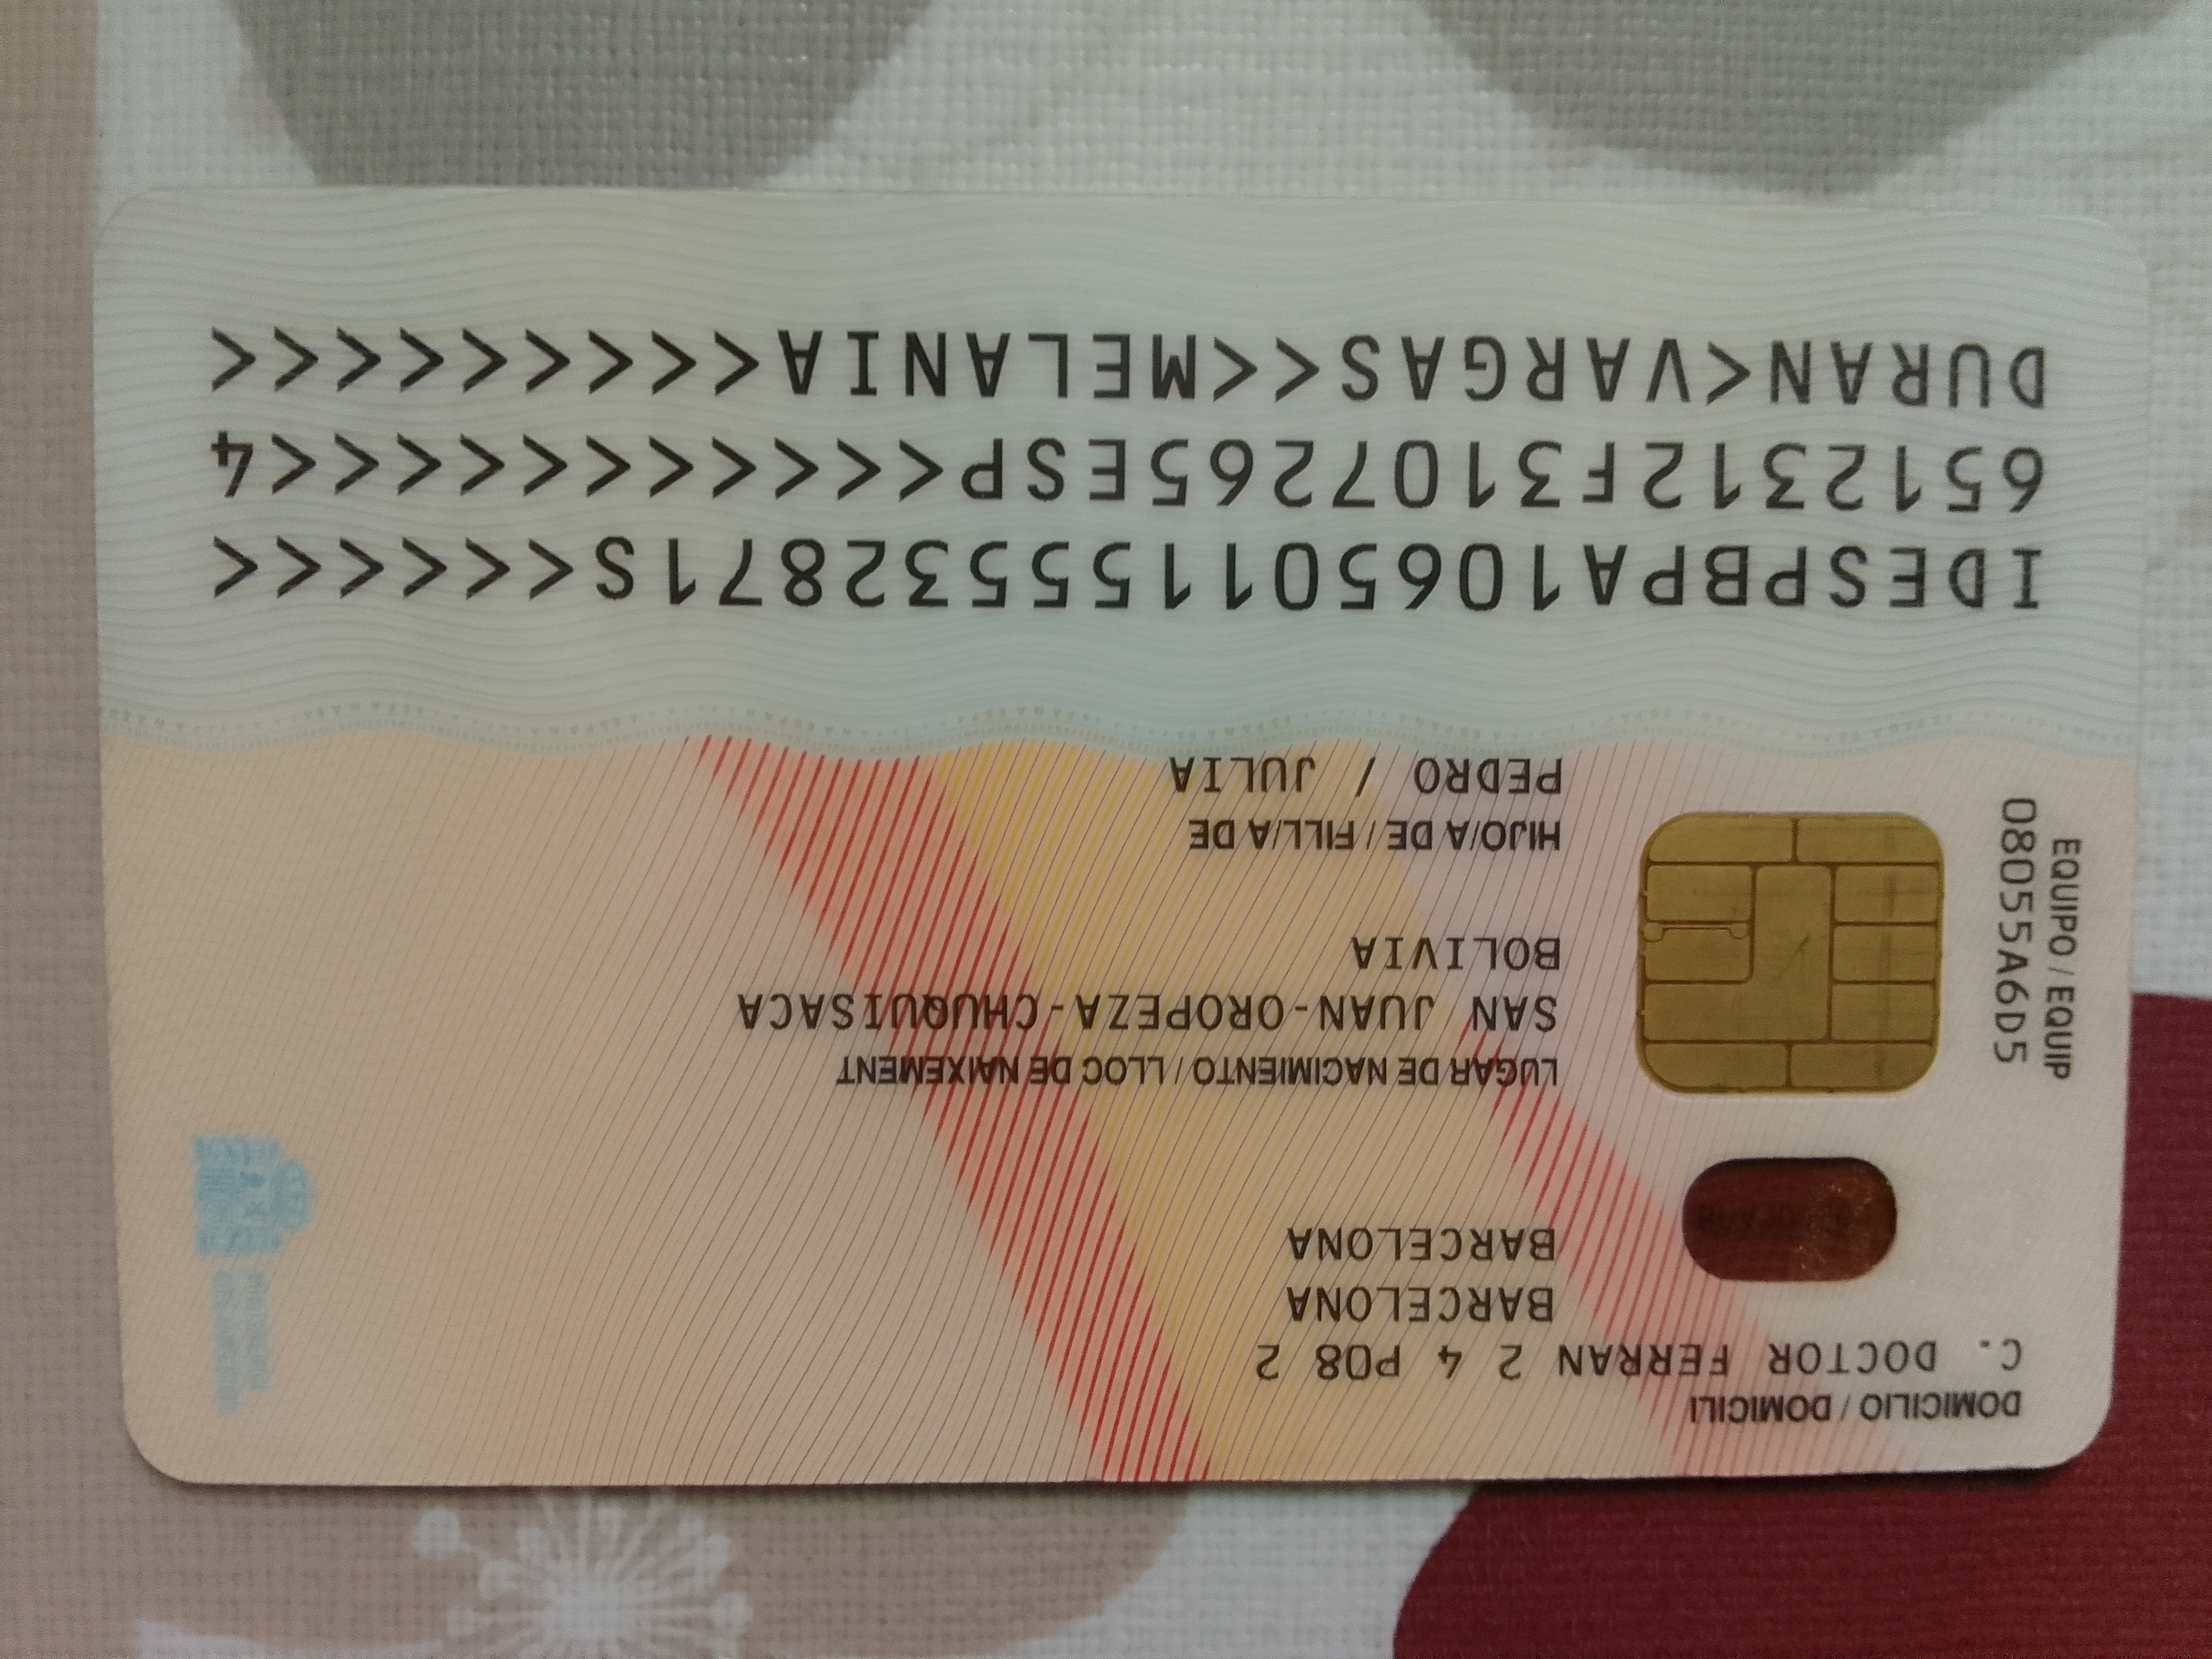 DOMICILIO / DOMICILI
C. DOCTOR FERRAN 2 4 P08 2
BARCELONA
BARCELONA
LUGAR DE NACIMIENTO / LLOC DE NAIXEMENT
SAN JUAN-OROPEZA-CHUQUISACA
BOLIVIA
HIJO/A DE / FILL/A DE
PEDRO / JULIA
EQUIPO / EQUIP
08055A6D5
IDESPBPA1065011555532871S<<<<<<
6512312F3107265ESP<<<<<<<<<<<4
DURAN<VARGAS<<MELANIA<<<<<<<<<